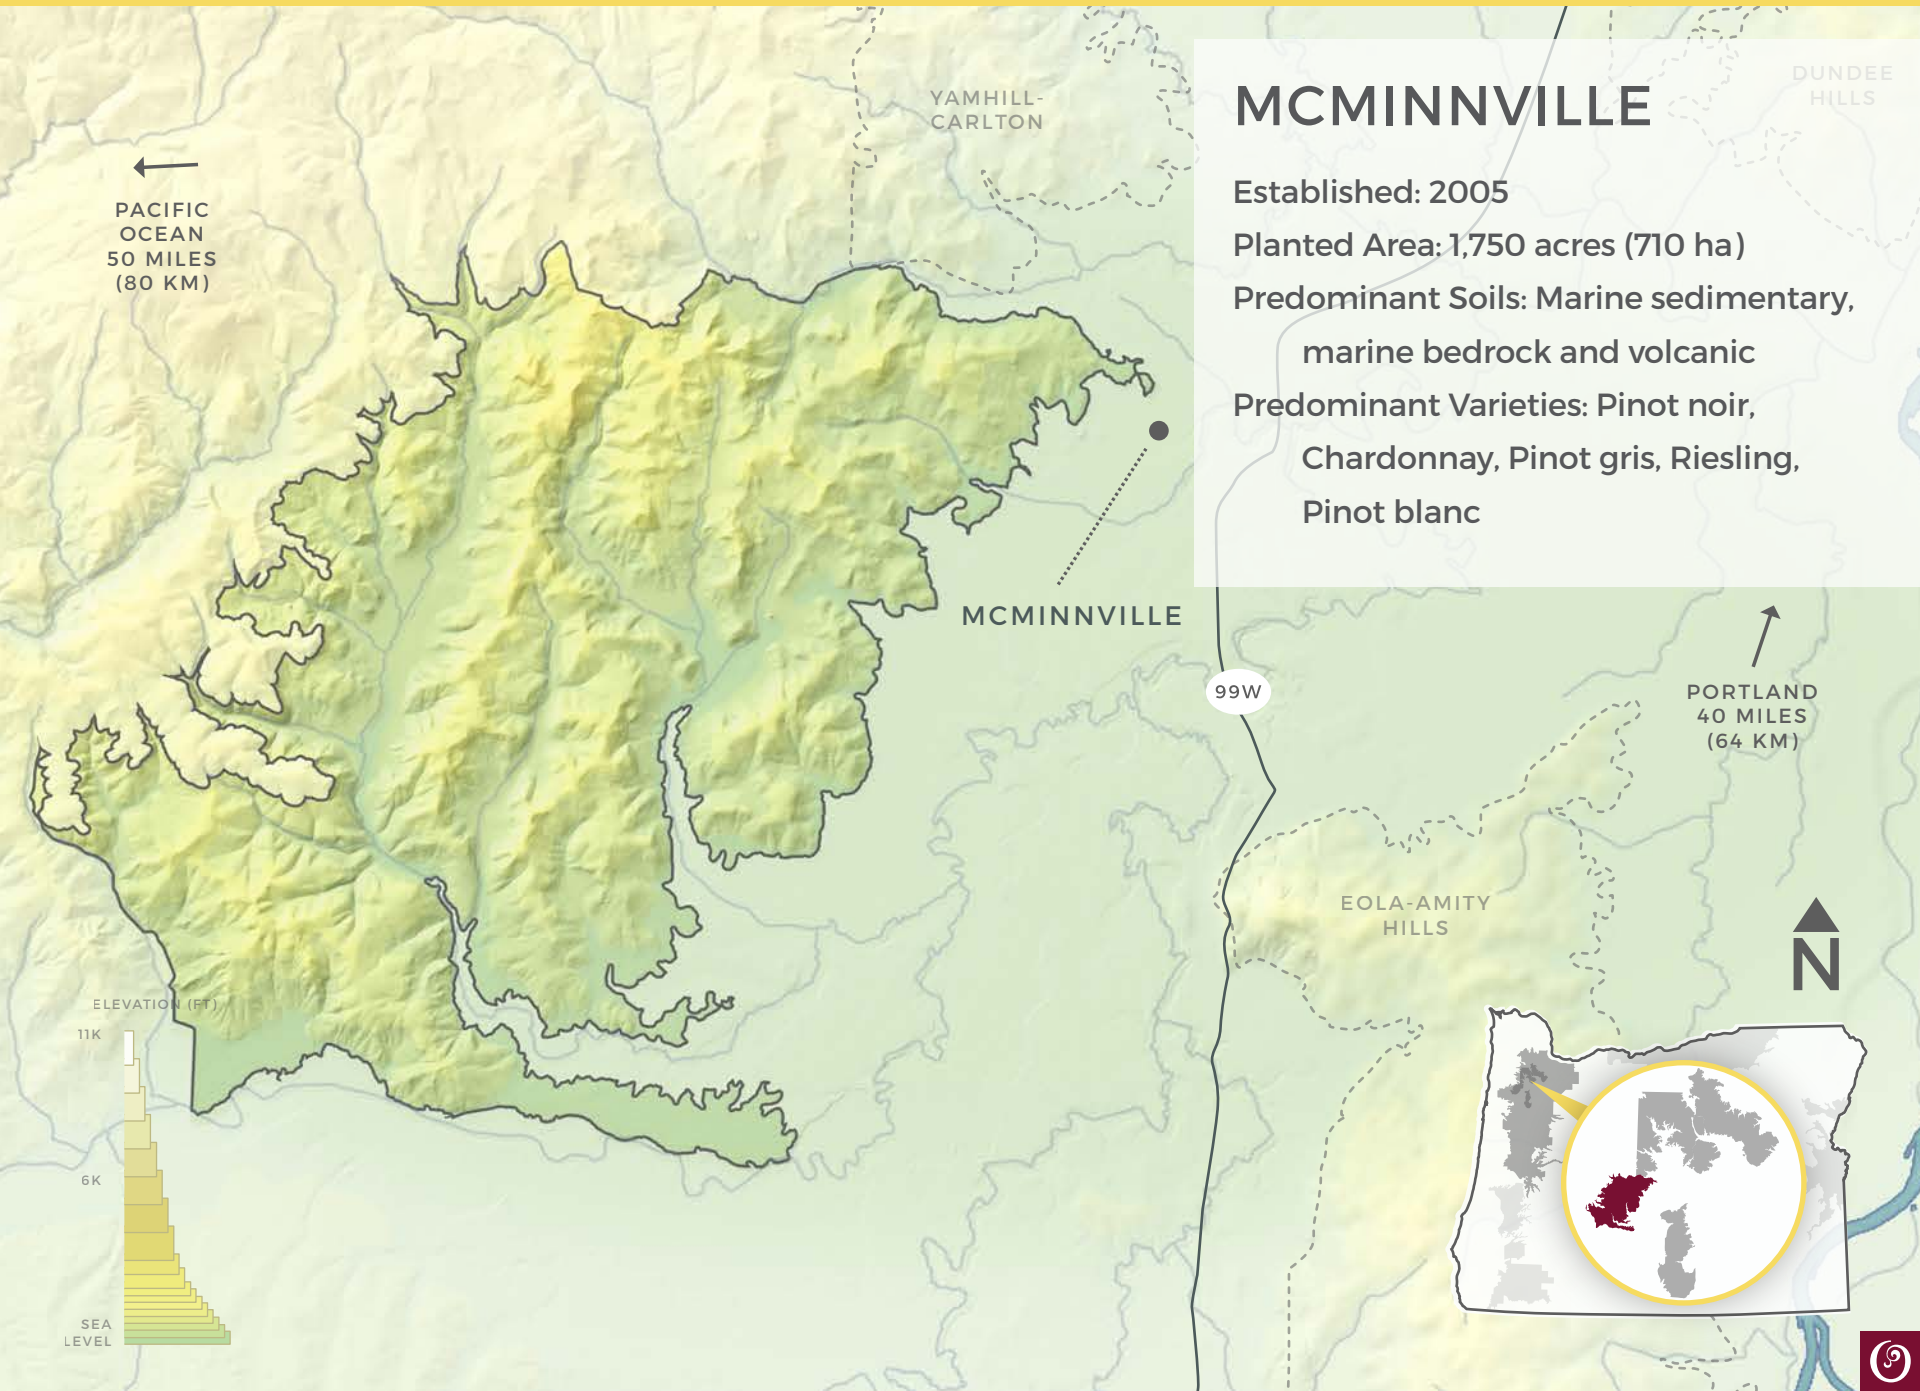 MCMINNVILLE
Established: 2005
Planted Area: 1,750 acres (710 ha)
Predominant Soils: Marine sedimentary,
marine bedrock and volcanic
Predominant Varieties: Pinot noir,
Chardonnay, Pinot gris, Riesling,
Pinot blanc
DUNDEE
HILLS
YAMHILL-
CARLTON
PACIFIC
OCEAN
50 MILES
(80 KM)
MCMINNVILLE
99W
PORTLAND
40 MILES
(64 KM)
EOLA-AMITY
HILLS
N
ELEVATION (FT)
11K
6K
SEA
LEVEL